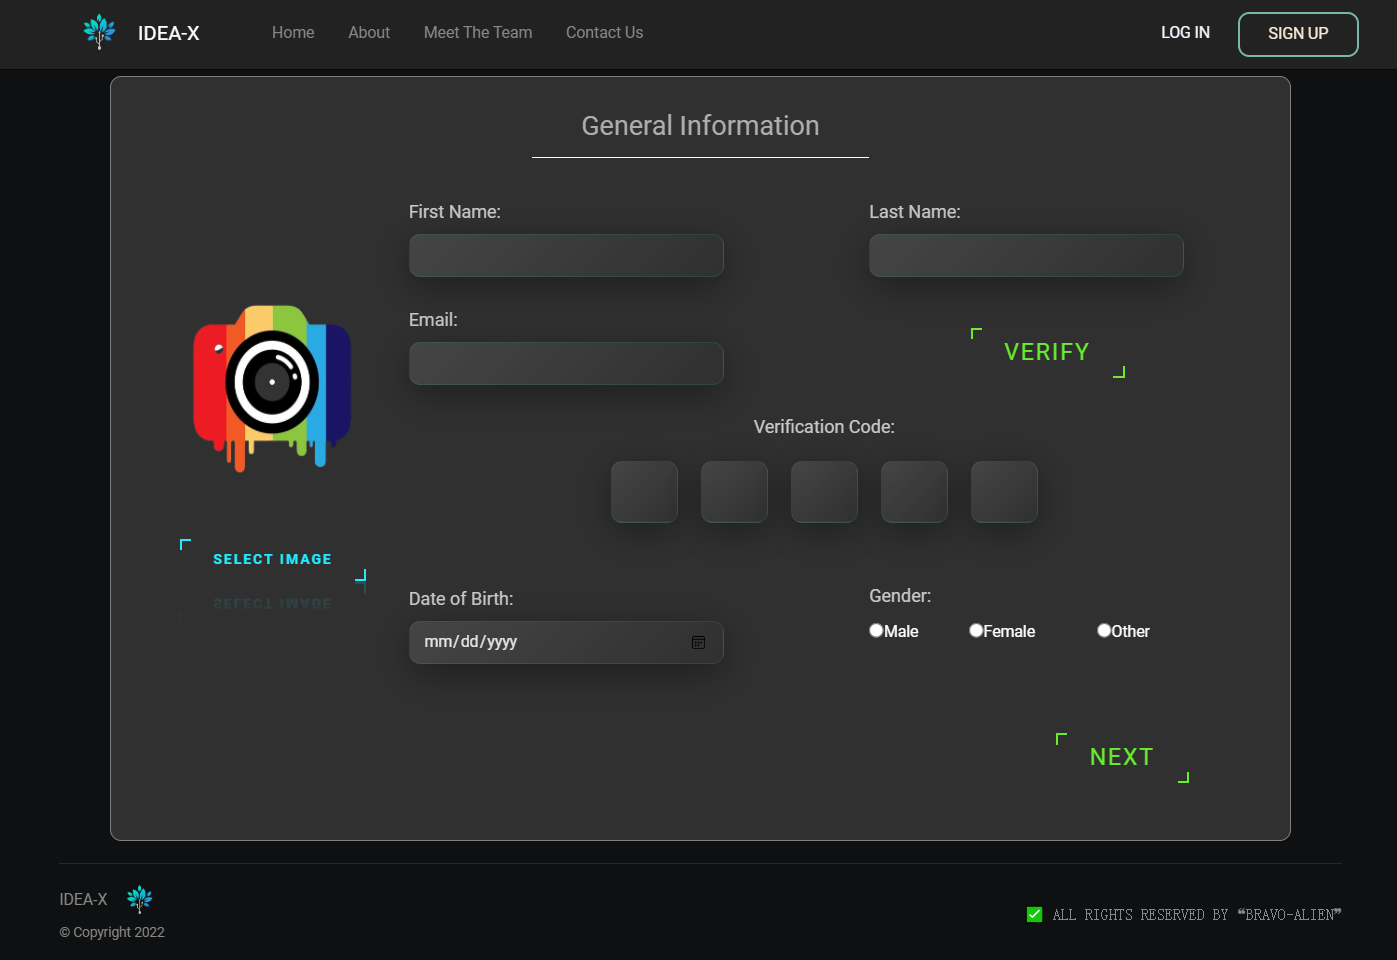 IDEA-X Home About Meet The Team Contact Us LOG IN SIGN UP
General Information
First Name: Last Name:
Email:
VERIFY
Verification Code:
SELECT IMAGE
Date of Birth: Gender:
mm/dd/yyyy Male Female Other
NEXT
IDEA-X
ALL RIGHTS RESERVED BY “BRAVO-ALIEN”
© Copyright 2022